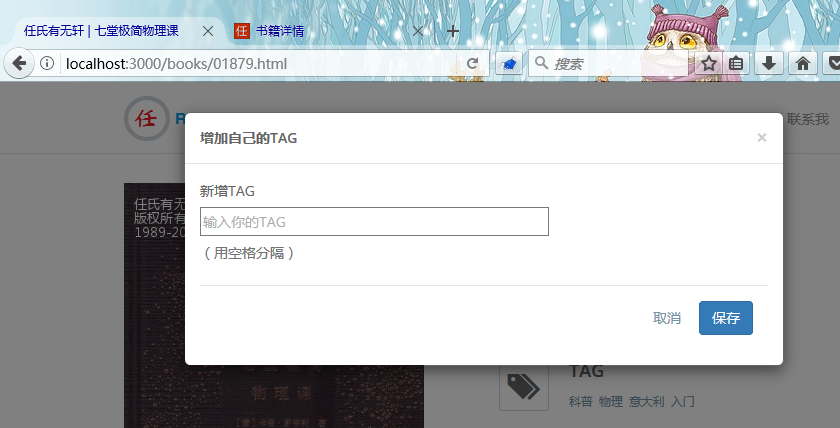 任氏有无轩 | 七堂极简物理课
任 书籍详情
localhost:3000/books/01879.html
搜索
任 R
联系我
增加自己的TAG ×
新增TAG
输入你的TAG
（用空格分隔）
取消 保存
任氏有无
版权所有
1989-20
物理课
TAG
科普 物理 意大利 入门